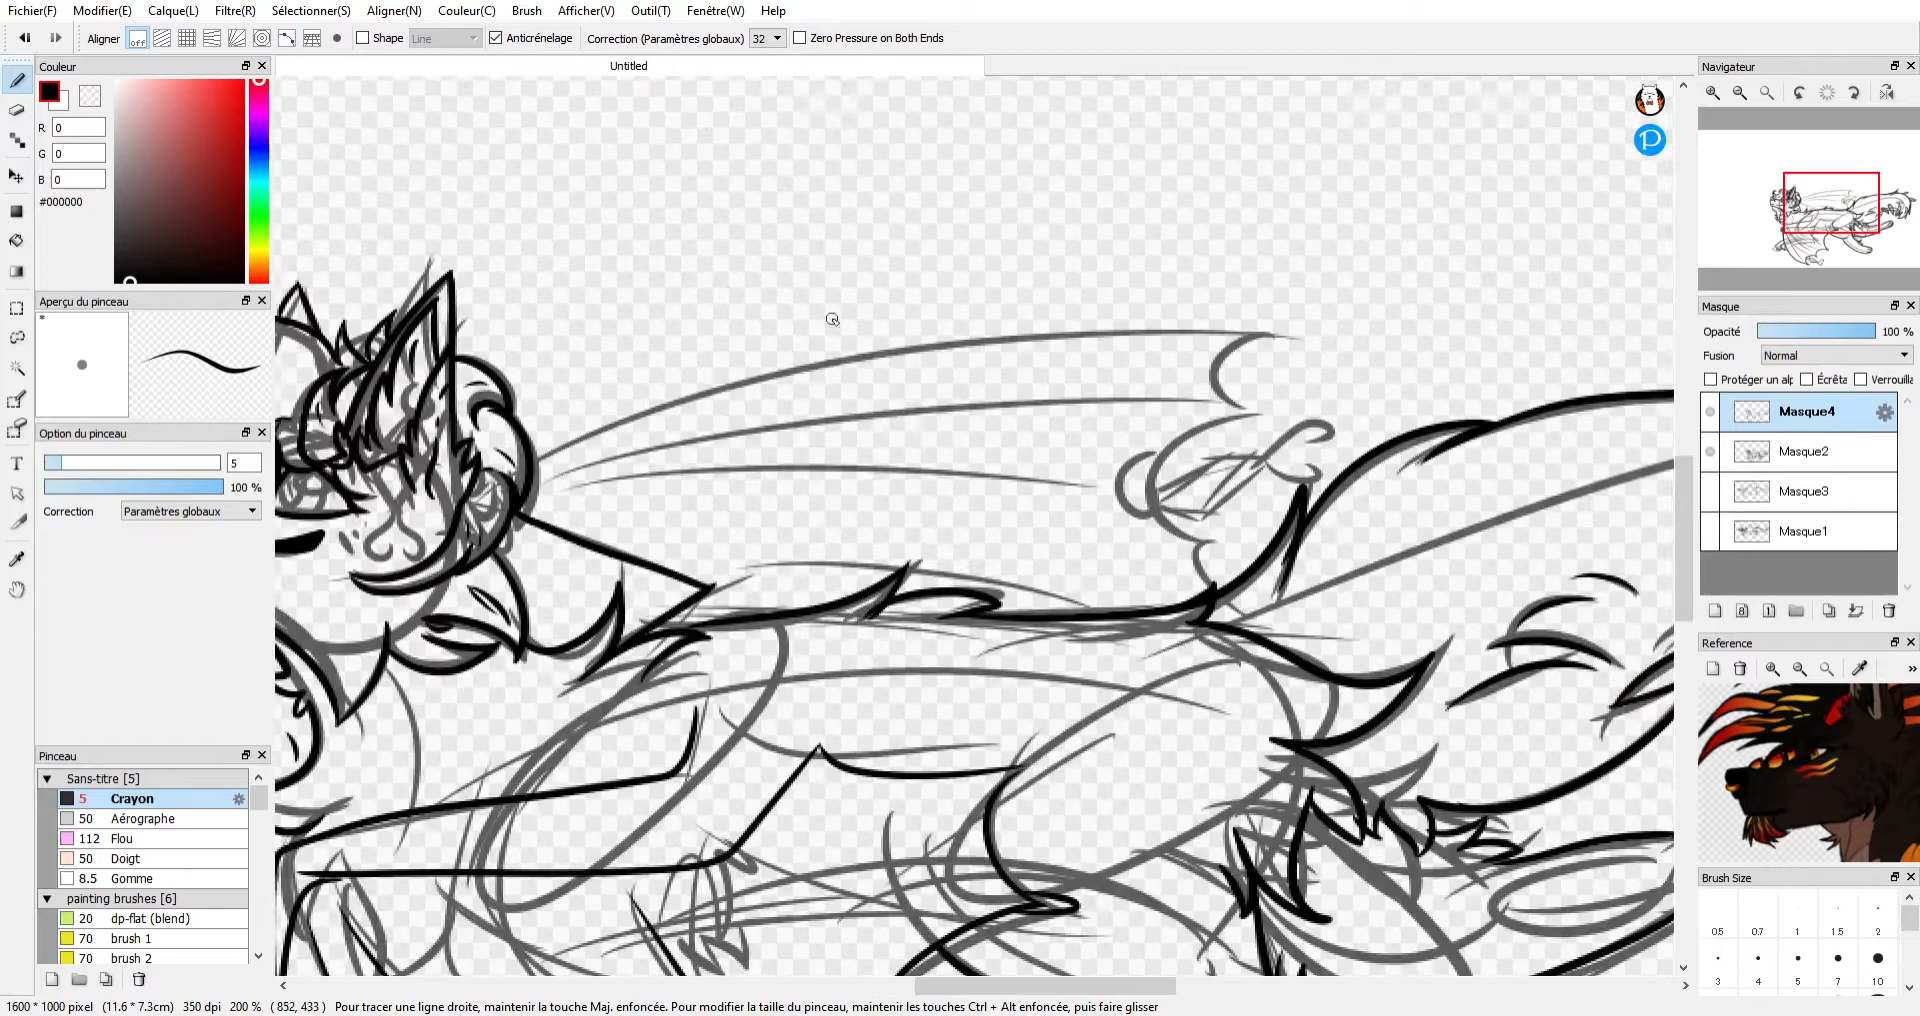 Fichier(F) Modifier(E) Calque(L) Filtre(R) Sélectionner(S) Aligner(N) Couleur(C) Brush Afficher(V) Outil(T) Fenêtre(W) Help
Aligner off Shape Line Anticrénelage Correction (Paramètres globaux) 32 Zero Pressure on Both Ends
Couleur
Untitled
Navigateur
R 0
G 0
B 0
#000000
Aperçu du pinceau
*
Option du pinceau
5
100 %
Correction Paramètres globaux
Pinceau
Sans-titre [5]
5 Crayon
50 Aérographe
112 Flou
50 Doigt
8.5 Gomme
painting brushes [6]
20 dp-flat (blend)
70 brush 1
70 brush 2
Masque
Opacité 100 %
Fusion Normal
Protéger un alp Écrêta Verrouilla
Masque4
Masque2
Masque3
Masque1
8 1
Reference
»
Brush Size
0.5 0.7 1 1.5 2
3 4 5 7 10
1600 * 1000 pixel (11.6 * 7.3cm) 350 dpi 200 % ( 852, 433 ) Pour tracer une ligne droite, maintenir la touche Maj. enfoncée. Pour modifier la taille du pinceau, maintenir les touches Ctrl + Alt enfoncée, puis faire glisser